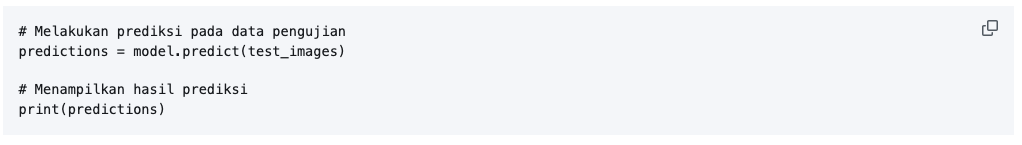 # Melakukan prediksi pada data pengujian
predictions = model.predict(test_images)
# Menampilkan hasil prediksi
print(predictions)